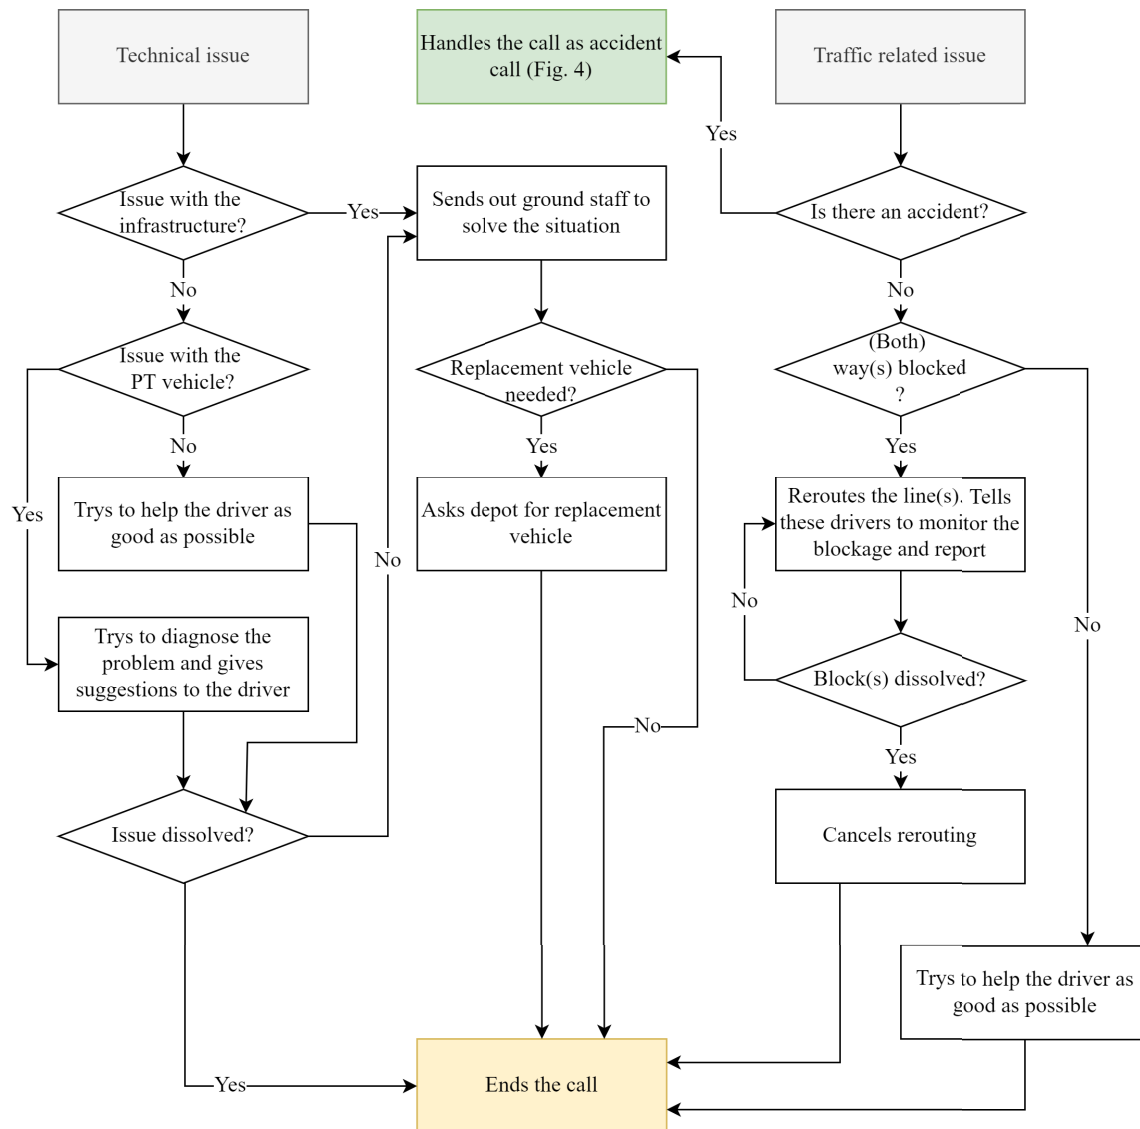 Technical issue
Handles the call as accident
call (Fig. 4)
Traffic related issue
Yes
Issue with the
infrastructure?
Yes
Sends out ground staff to
solve the situation
Is there an accident?
No
No
Issue with the
PT vehicle?
Replacement vehicle
needed?
(Both)
way(s) blocked
?
No
Yes
Yes
Yes
Trys to help the driver as
good as possible
Asks depot for replacement
vehicle
Reroutes the line(s). Tells
these drivers to monitor the
blockage and report
No
No
No
Trys to diagnose the
problem and gives
suggestions to the driver
Block(s) dissolved?
No
Yes
Issue dissolved?
Cancels rerouting
Trys to help the driver as
good as possible
Yes
Ends the call